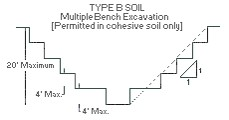 TYPE B SOIL
Multiple Bench Excavation
[Permitted in cohesive soil only]
20' Maximum
1
1
4' Max.
4' Max.